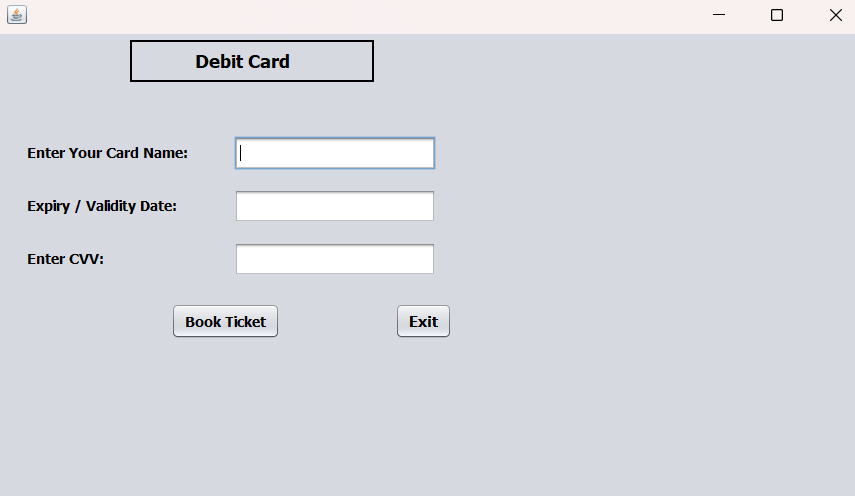 Debit Card
Enter Your Card Name:
Expiry / Validity Date:
Enter CVV:
Book Ticket Exit